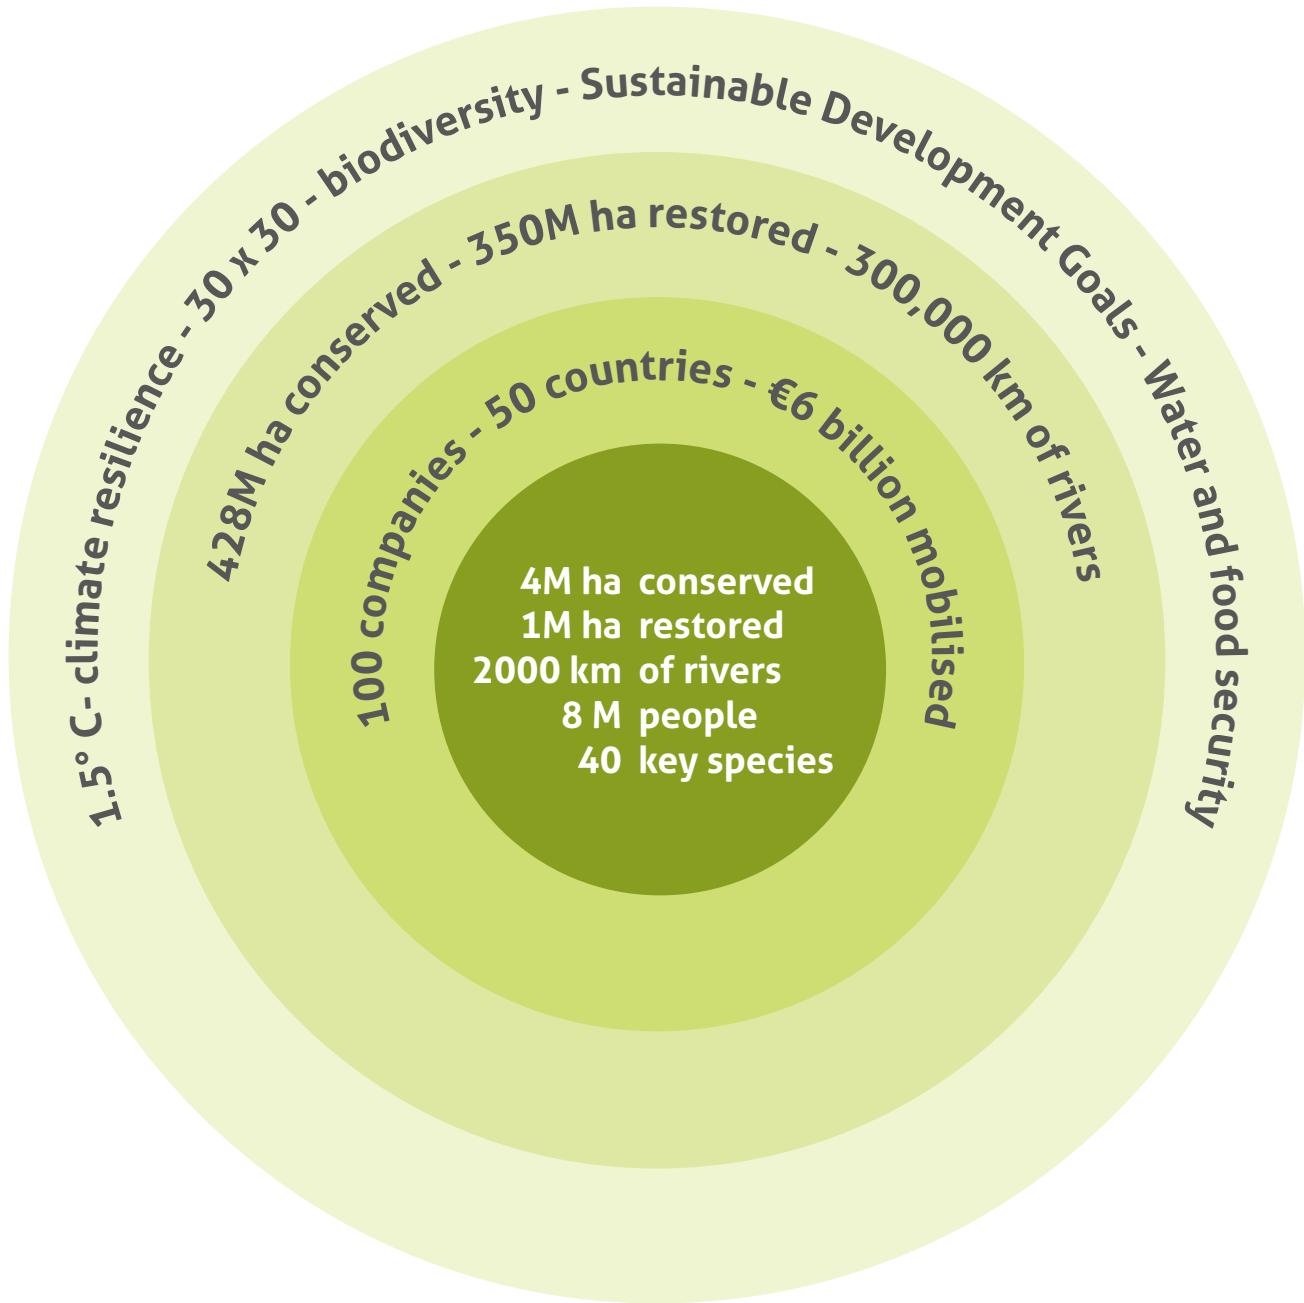 1.5° C- climate resilience - 30 x 30 - biodiversity - Sustainable Development Goals - Water and food security
428M ha conserved - 350M ha restored - 300,000 km of rivers
100 companies - 50 countries - €6 billion mobilised
4M ha conserved
1M ha restored
2000 km of rivers
8 M people
40 key species